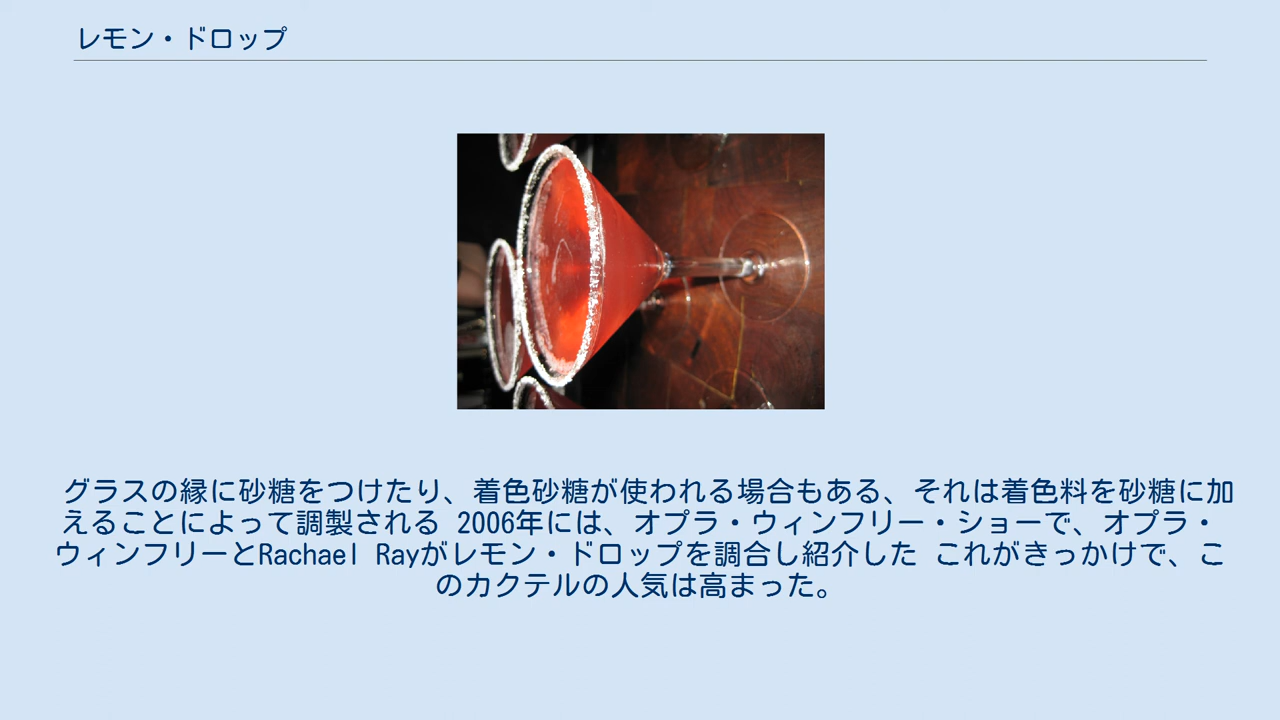 レモン・ドロップ
グラスの縁に砂糖をつけたり、着色砂糖が使われる場合もある、それは着色料を砂糖に加
えることによって調製される 2006年には、オプラ・ウィンフリー・ショーで、オプラ・
ウィンフリーとRachael Rayがレモン・ドロップを調合し紹介した これがきっかけで、こ
のカクテルの人気は高まった。